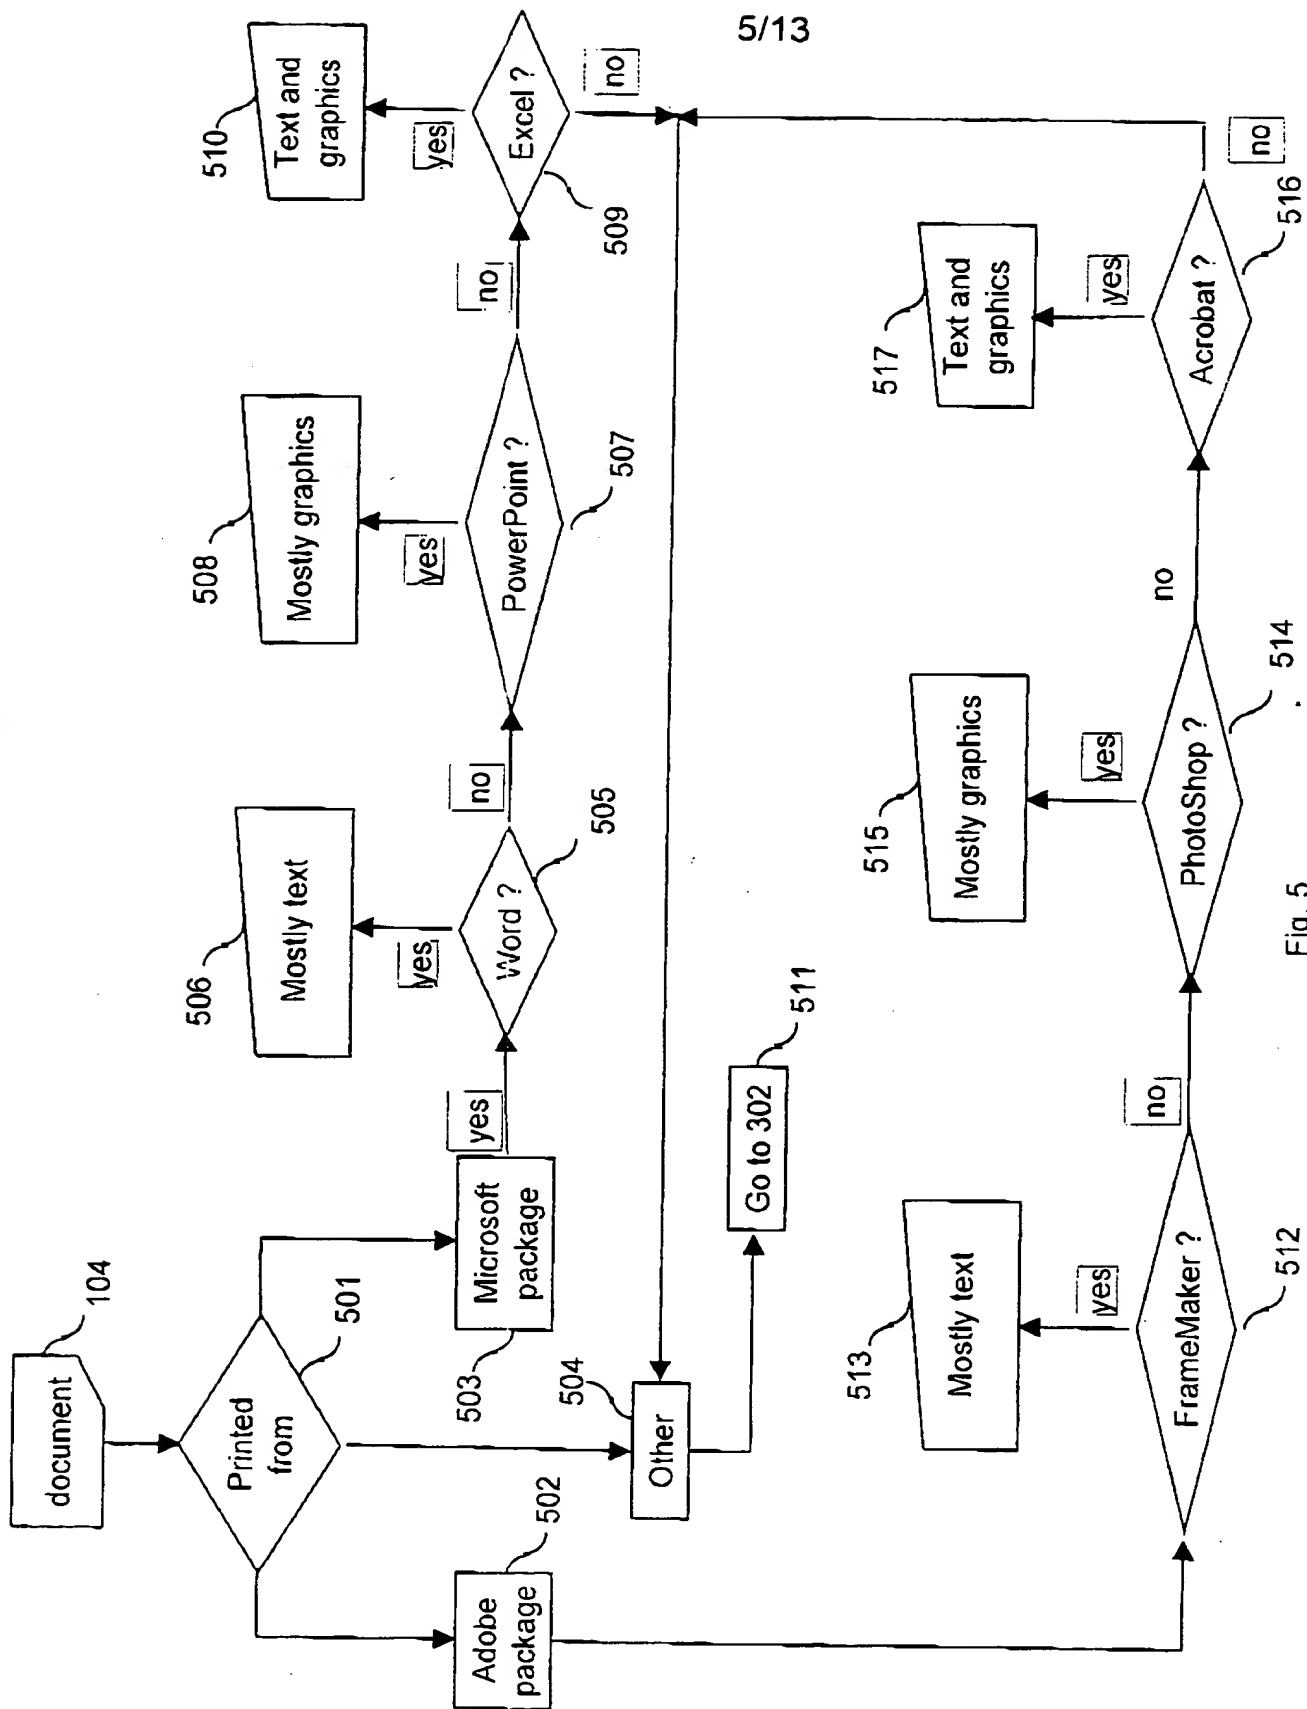 5/13
104
document
Printed
from
501
Adobe
package
502
Microsoft
package
503
yes
Other
504
Go to 302
511
Word ?
505
yes
Mostly text
506
no
PowerPoint ?
507
yes
Mostly graphics
508
no
Excel ?
509
yes
Text and
graphics
510
no
FrameMaker ?
512
yes
Mostly text
513
no
PhotoShop ?
514
yes
Mostly graphics
515
no
Acrobat ?
516
yes
Text and
graphics
517
no
Fig. 5